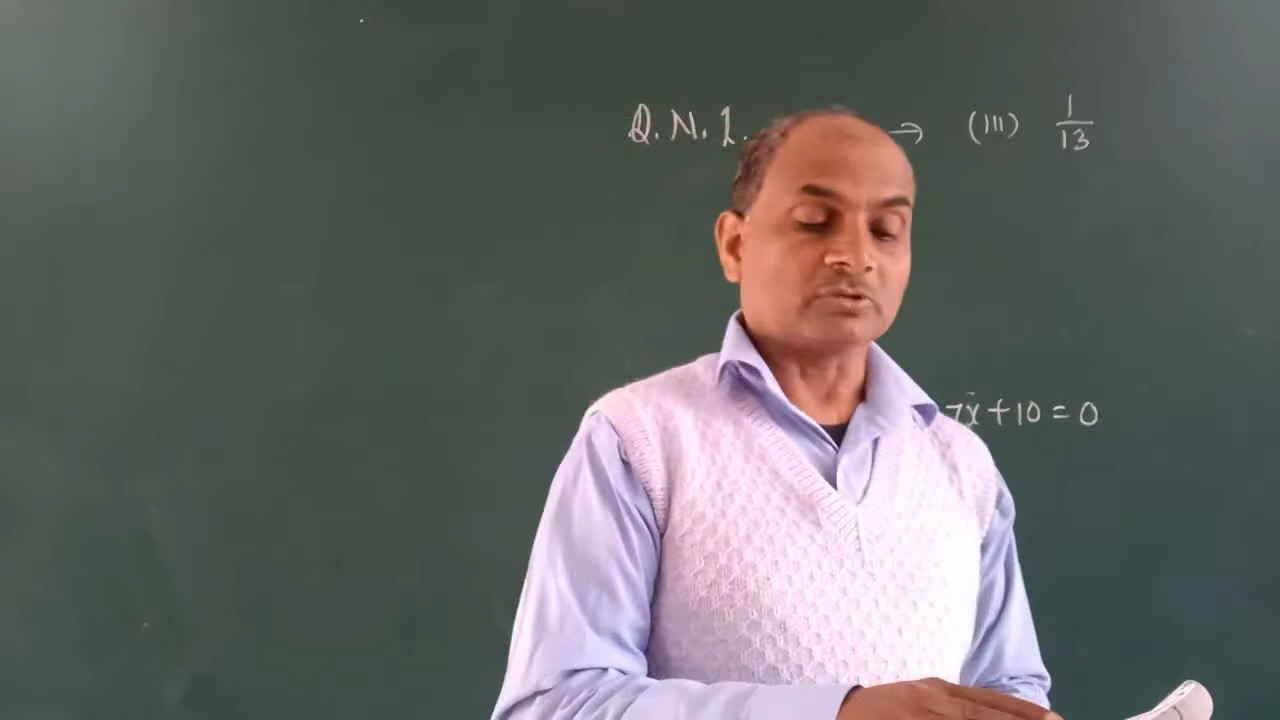 Q.N.1. → (iii) 1/13
7x+10=0